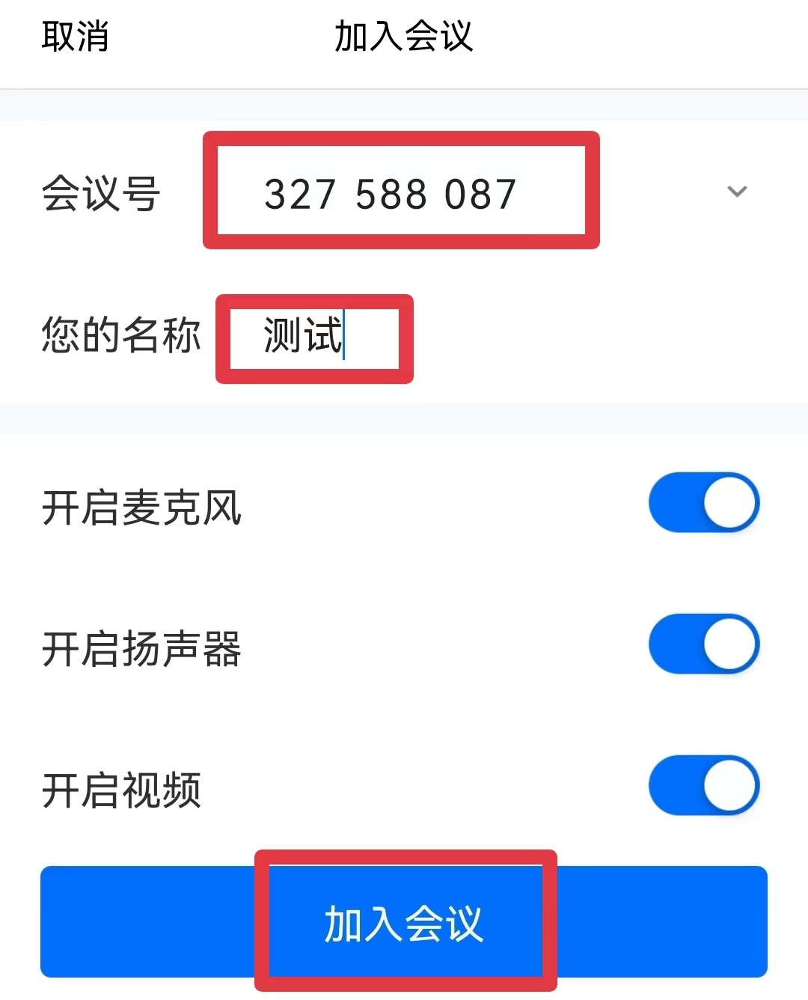 取消 加入会议
会议号 327 588 087
您的名称 测试
开启麦克风
开启扬声器
开启视频
加入会议